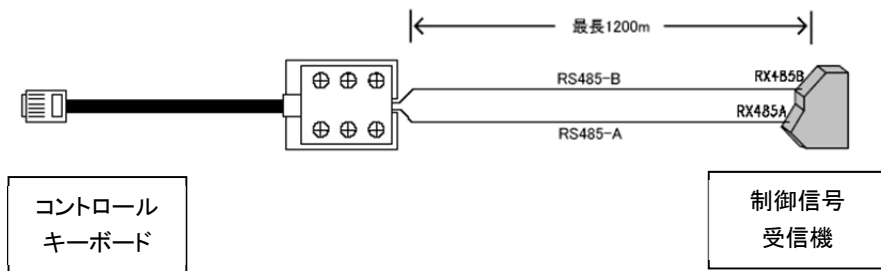 最長1200m
RS485-B
RX485B
RX485A
RS485-A
コントロール
キーボード
制御信号
受信機